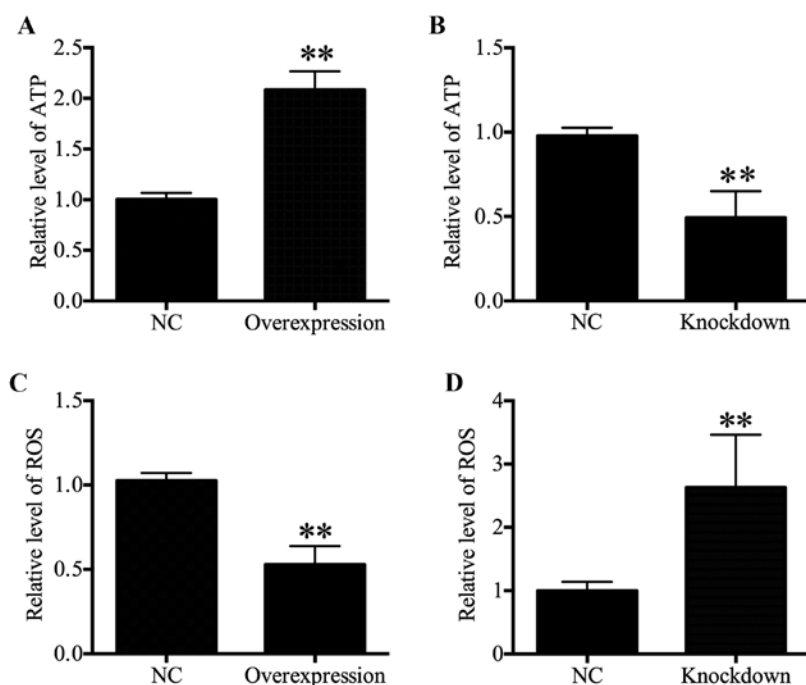 A
Relative level of ATP
2.5
2.0
1.5
1.0
0.5
0.0
**
NC
Overexpression
B
Relative level of ATP
1.5
1.0
0.5
0.0
**
NC
Knockdown
C
Relative level of ROS
1.5
1.0
0.5
0.0
**
NC
Overexpression
D
Relative level of ROS
4
3
2
1
0
**
NC
Knockdown